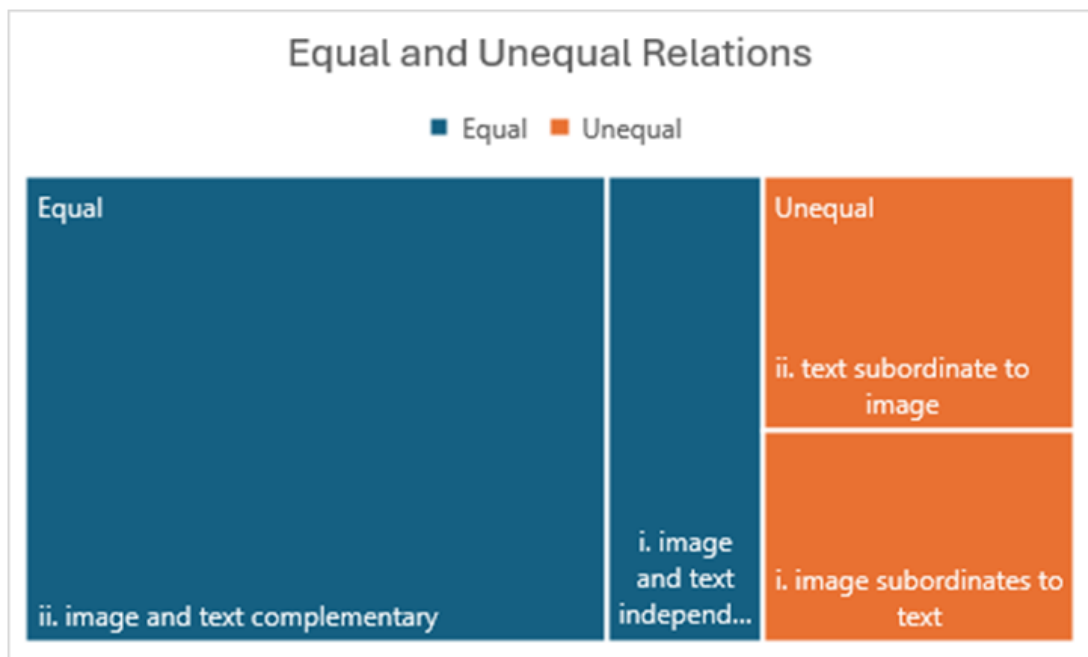 Equal and Unequal Relations
Equal Unequal
Equal
ii. image and text complementary
i. image
and text
independ...
Unequal
ii. text subordinate to
image
i. image subordinates to
text